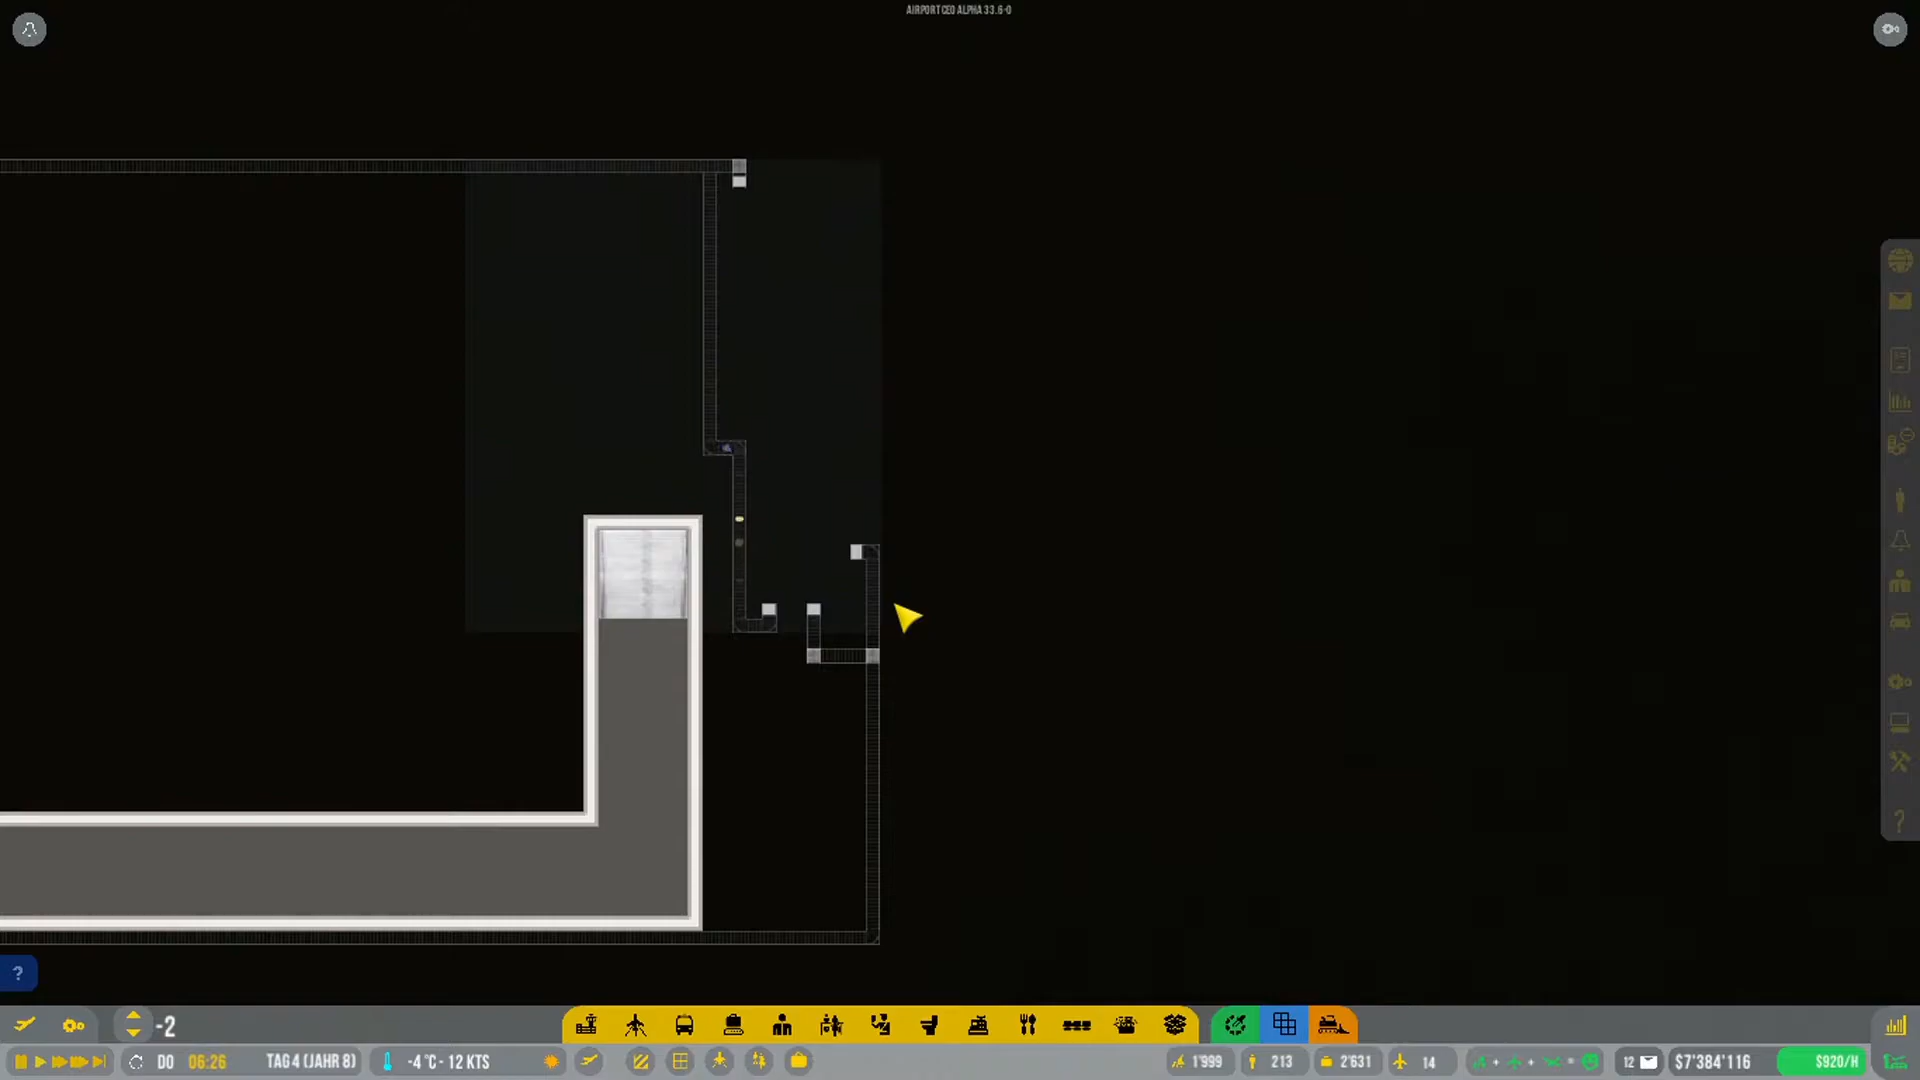 AIRPORTCEO ALPHA 33.6-0
?
?
-2
DO 06:26 TAG 4 (JAHR 8) -4°C - 12 KTS 1'999 213 2'631 14 + + = 12 $7'384'116 $920/H